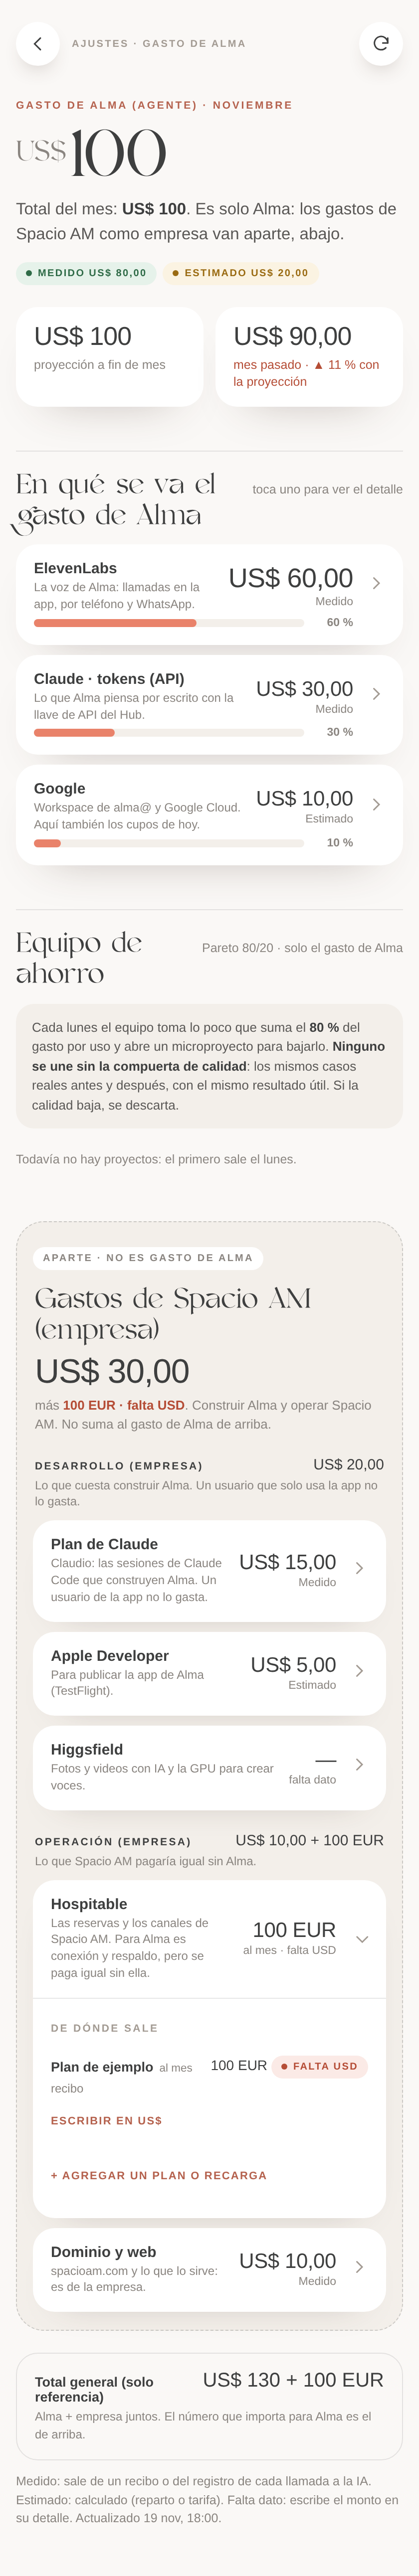 AJUSTES · GASTO DE ALMA
GASTO DE ALMA (AGENTE) · NOVIEMBRE
US$100
Total del mes: US$ 100. Es solo Alma: los gastos de
Spacio AM como empresa van aparte, abajo.
MEDIDO US$ 80,00
ESTIMADO US$ 20,00
US$ 100
proyección a fin de mes
US$ 90,00
mes pasado · ▲ 11 % con
la proyección
En qué se va el
gasto de Alma
toca uno para ver el detalle
ElevenLabs
La voz de Alma: llamadas en la
app, por teléfono y WhatsApp.
US$ 60,00
Medido
60 %
Claude · tokens (API)
Lo que Alma piensa por escrito con la
llave de API del Hub.
US$ 30,00
Medido
30 %
Google
Workspace de alma@ y Google Cloud.
Aquí también los cupos de hoy.
US$ 10,00
Estimado
10 %
Equipo de
ahorro
Pareto 80/20 · solo el gasto de Alma
Cada lunes el equipo toma lo poco que suma el 80 % del
gasto por uso y abre un microproyecto para bajarlo. Ninguno
se une sin la compuerta de calidad: los mismos casos
reales antes y después, con el mismo resultado útil. Si la
calidad baja, se descarta.
Todavía no hay proyectos: el primero sale el lunes.
APARTE · NO ES GASTO DE ALMA
Gastos de Spacio AM
(empresa)
US$ 30,00
más 100 EUR · falta USD. Construir Alma y operar Spacio
AM. No suma al gasto de Alma de arriba.
DESARROLLO (EMPRESA)
US$ 20,00
Lo que cuesta construir Alma. Un usuario que solo usa la app no
lo gasta.
Plan de Claude
Claudio: las sesiones de Claude
Code que construyen Alma. Un
usuario de la app no lo gasta.
US$ 15,00
Medido
Apple Developer
Para publicar la app de Alma
(TestFlight).
US$ 5,00
Estimado
Higgsfield
Fotos y videos con IA y la GPU para crear
voces.
—
falta dato
OPERACIÓN (EMPRESA)
US$ 10,00 + 100 EUR
Lo que Spacio AM pagaría igual sin Alma.
Hospitable
Las reservas y los canales de
Spacio AM. Para Alma es
conexión y respaldo, pero se
paga igual sin ella.
100 EUR
al mes · falta USD
DE DÓNDE SALE
Plan de ejemplo al mes
recibo
100 EUR
FALTA USD
ESCRIBIR EN US$
+ AGREGAR UN PLAN O RECARGA
Dominio y web
spacioam.com y lo que lo sirve:
es de la empresa.
US$ 10,00
Medido
Total general (solo
referencia)
US$ 130 + 100 EUR
Alma + empresa juntos. El número que importa para Alma es el
de arriba.
Medido: sale de un recibo o del registro de cada llamada a la IA.
Estimado: calculado (reparto o tarifa). Falta dato: escribe el monto en
su detalle. Actualizado 19 nov, 18:00.